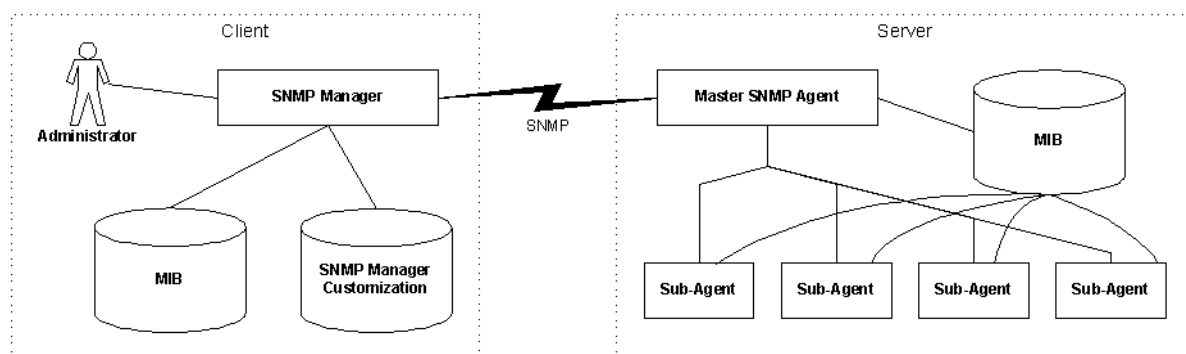 Client
Server
SNMP Manager
Master SNMP Agent
SNMP
Administrator
MIB
MIB
SNMP Manager
Customization
Sub-Agent
Sub-Agent
Sub-Agent
Sub-Agent